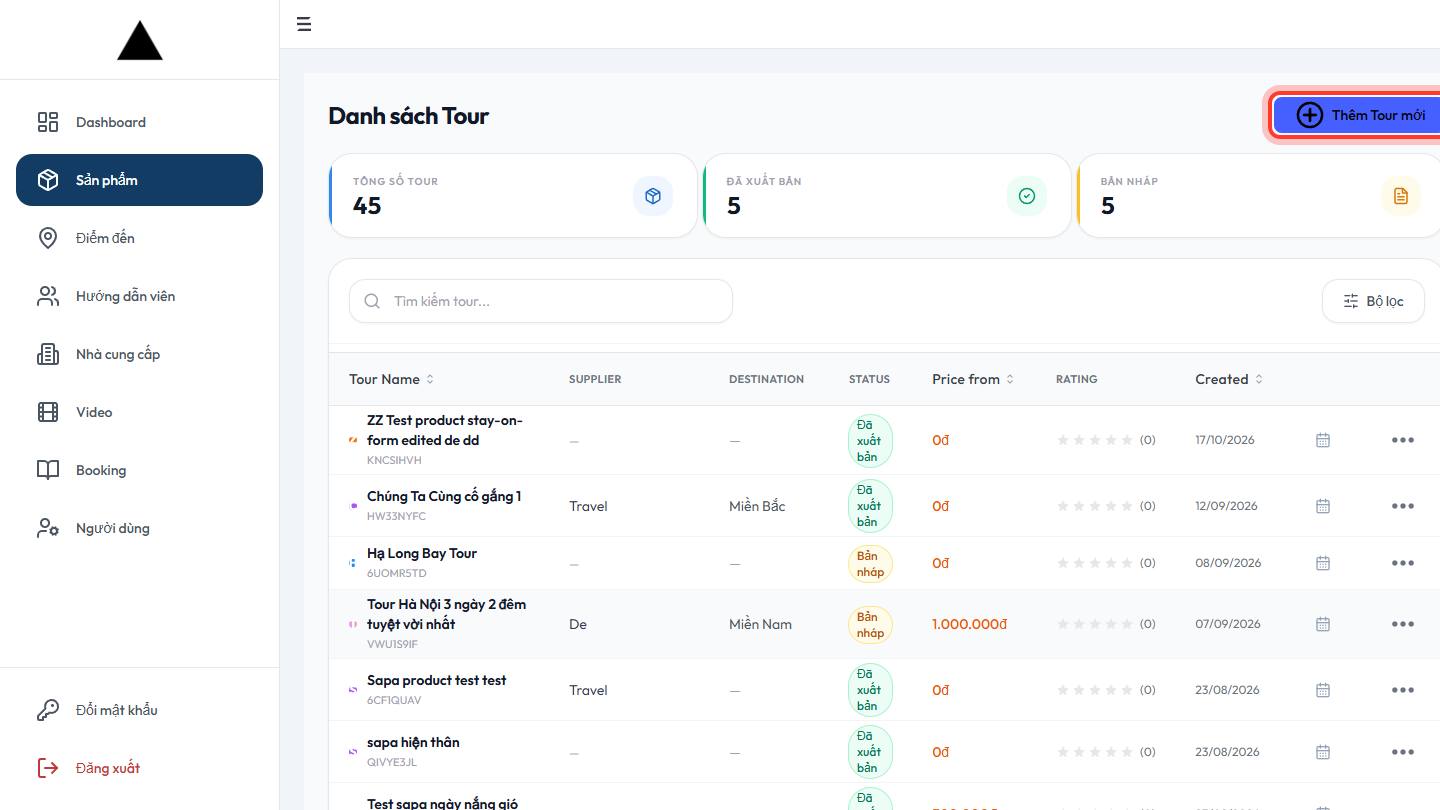 Dashboard
Sản phẩm
Điểm đến
Hướng dẫn viên
Nhà cung cấp
Video
Booking
Người dùng
Đổi mật khẩu
Đăng xuất
Danh sách Tour
Thêm Tour mới
TỔNG SỐ TOUR
45
ĐÃ XUẤT BẢN
5
BẢN NHÁP
5
Tìm kiếm tour...
Bộ lọc
Tour Name SUPPLIER DESTINATION STATUS Price from RATING Created
ZZ Test product stay-on-
form edited de dd
KNCSIHVH
— —
Đã
xuất
bản
0đ (0) 17/10/2026
Chúng Ta Cùng cố gắng 1
HW33NYFC
Travel Miền Bắc
Đã
xuất
bản
0đ (0) 12/09/2026
Hạ Long Bay Tour
6UOMR5TD
— —
Bản
nháp
0đ (0) 08/09/2026
Tour Hà Nội 3 ngày 2 đêm
tuyệt vời nhất
VWU1S9IF
De Miền Nam
Bản
nháp
1.000.000đ (0) 07/09/2026
Sapa product test test
6CF1QUAV
Travel —
Đã
xuất
bản
0đ (0) 23/08/2026
sapa hiện thân
QIVYE3JL
— —
Đã
xuất
bản
0đ (0) 23/08/2026
Test sapa ngày nắng gió
Đã